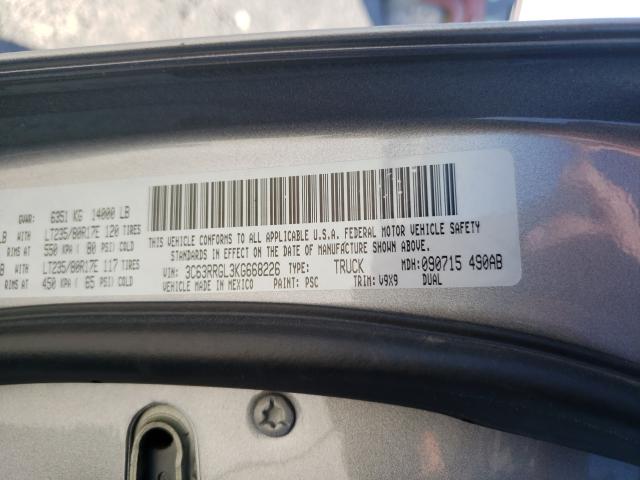 GVWR: 6351 KG 14000 LB
LB WITH LT235/80R17E 120 TIRES
RIMS AT 550 KPA ( 80 PSI) COLD
WITH LT235/80R17E 117 TIRES
RIMS AT 450 KPA ( 65 PSI) COLD
THIS VEHICLE CONFORMS TO ALL APPLICABLE U.S.A. FEDERAL MOTOR VEHICLE SAFETY
STANDARDS IN EFFECT ON THE DATE OF MANUFACTURE SHOWN ABOVE.
VIN: 3C63RRGL3KG668226 TYPE: TRUCK MDH: 090715 490AB
VEHICLE MADE IN MEXICO PAINT: PSC TRIM: V9X9 DUAL